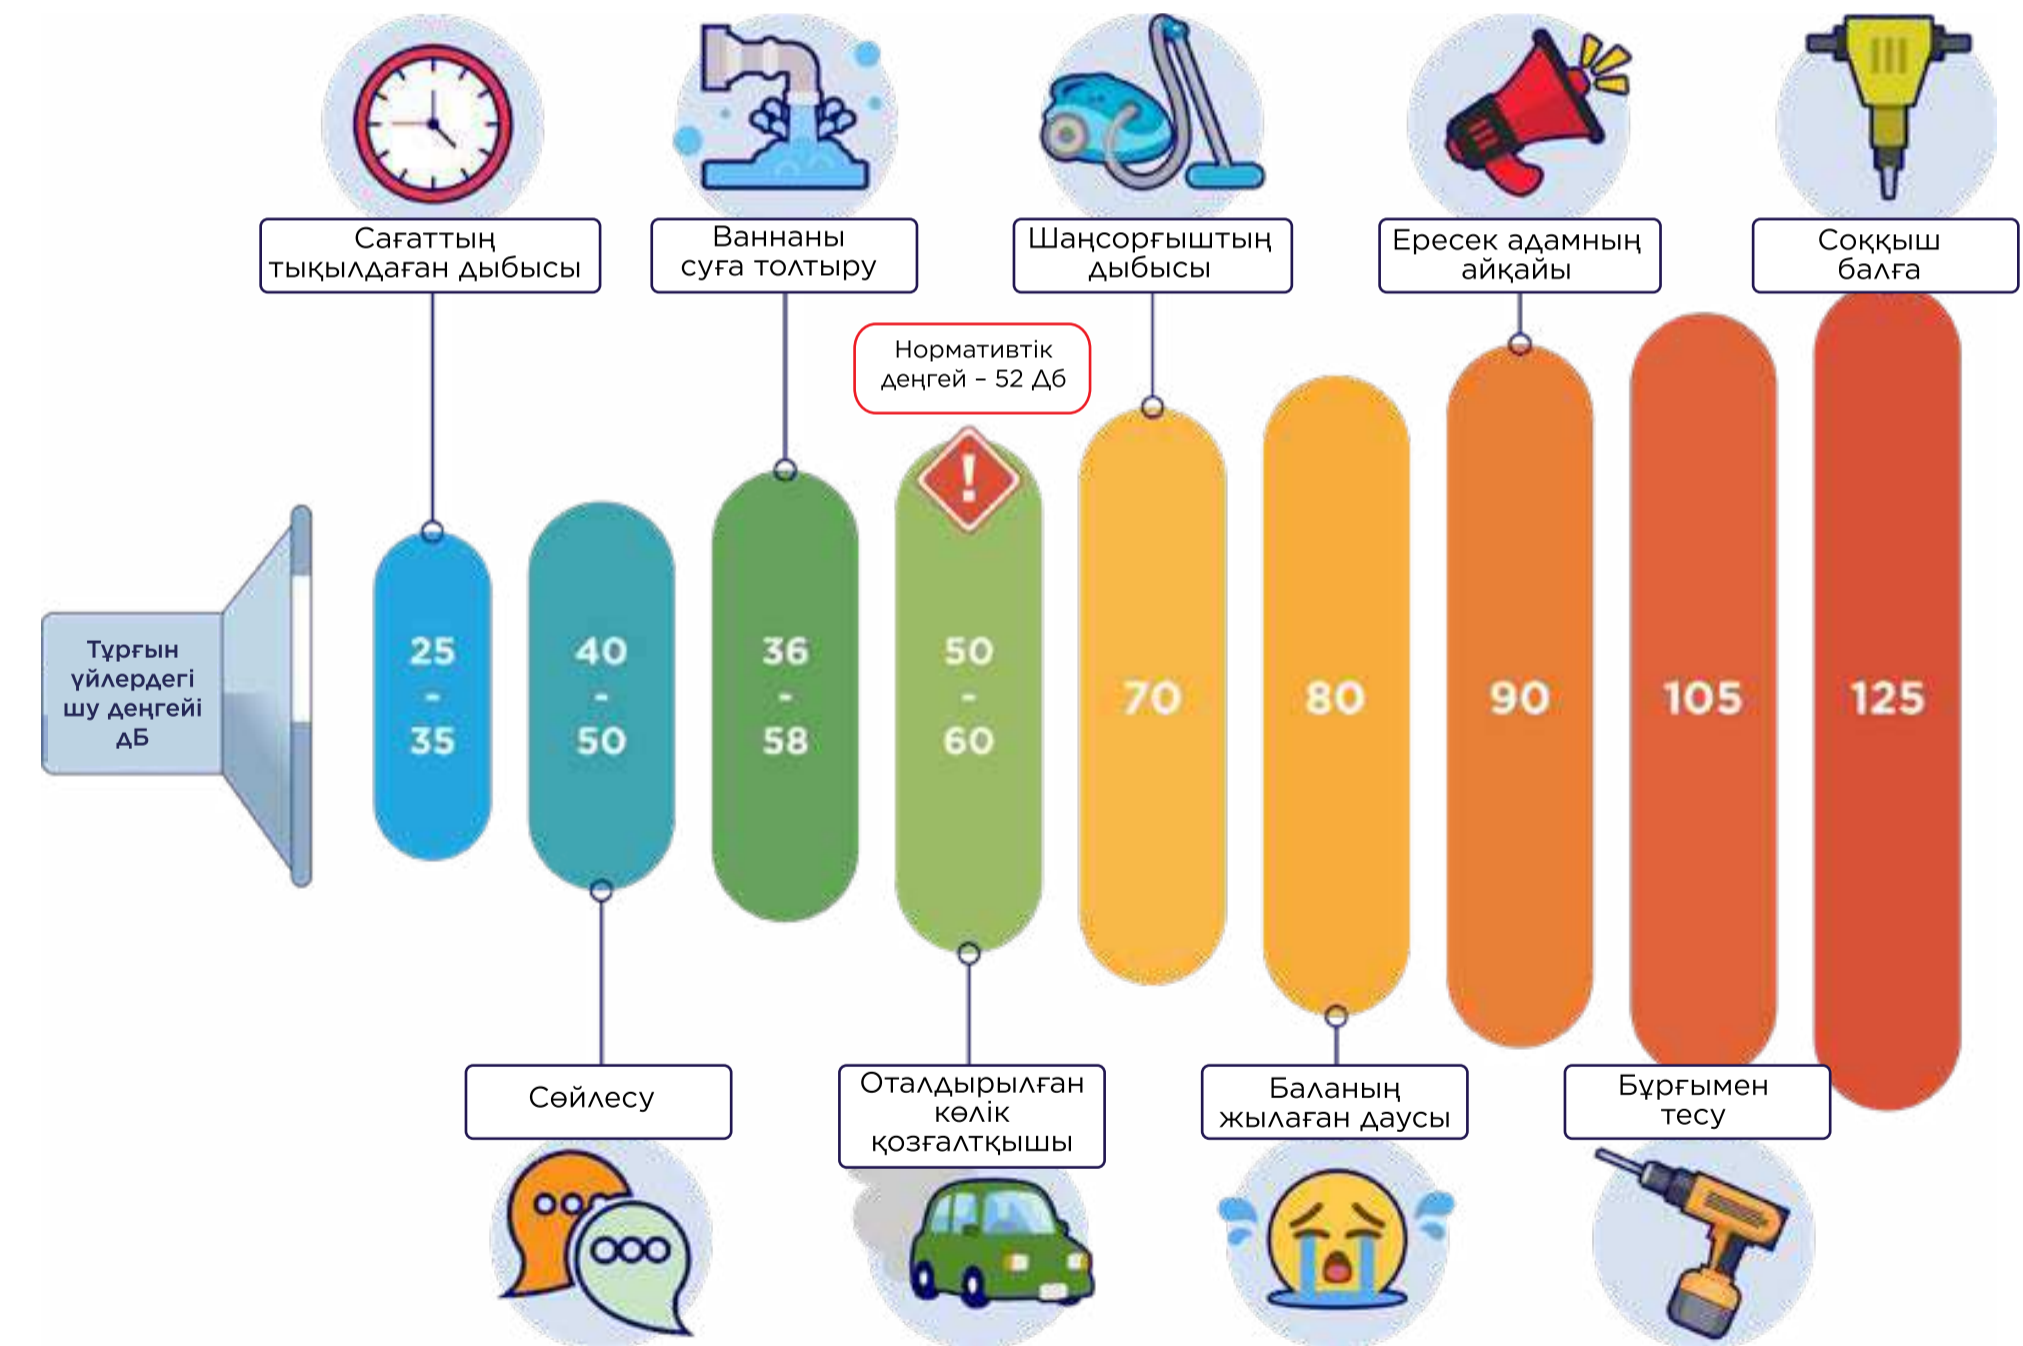 Сағаттың
тықылдаған дыбысы
Ваннаны
суға толтыру
Шаңсорғыштың
дыбысы
Ересек адамның
айқайы
Соққыш
балға
Нормативтік
деңгей – 52 Дб
!
Тұрғын
үйлердегі
шу деңгейі
дБ
25
-
35
40
-
50
36
-
58
50
-
60
70
80
90
105
125
Сөйлесу
Оталдырылған
көлік
қозғалтқышы
Баланың
жылаған даусы
Бұрғымен
тесу